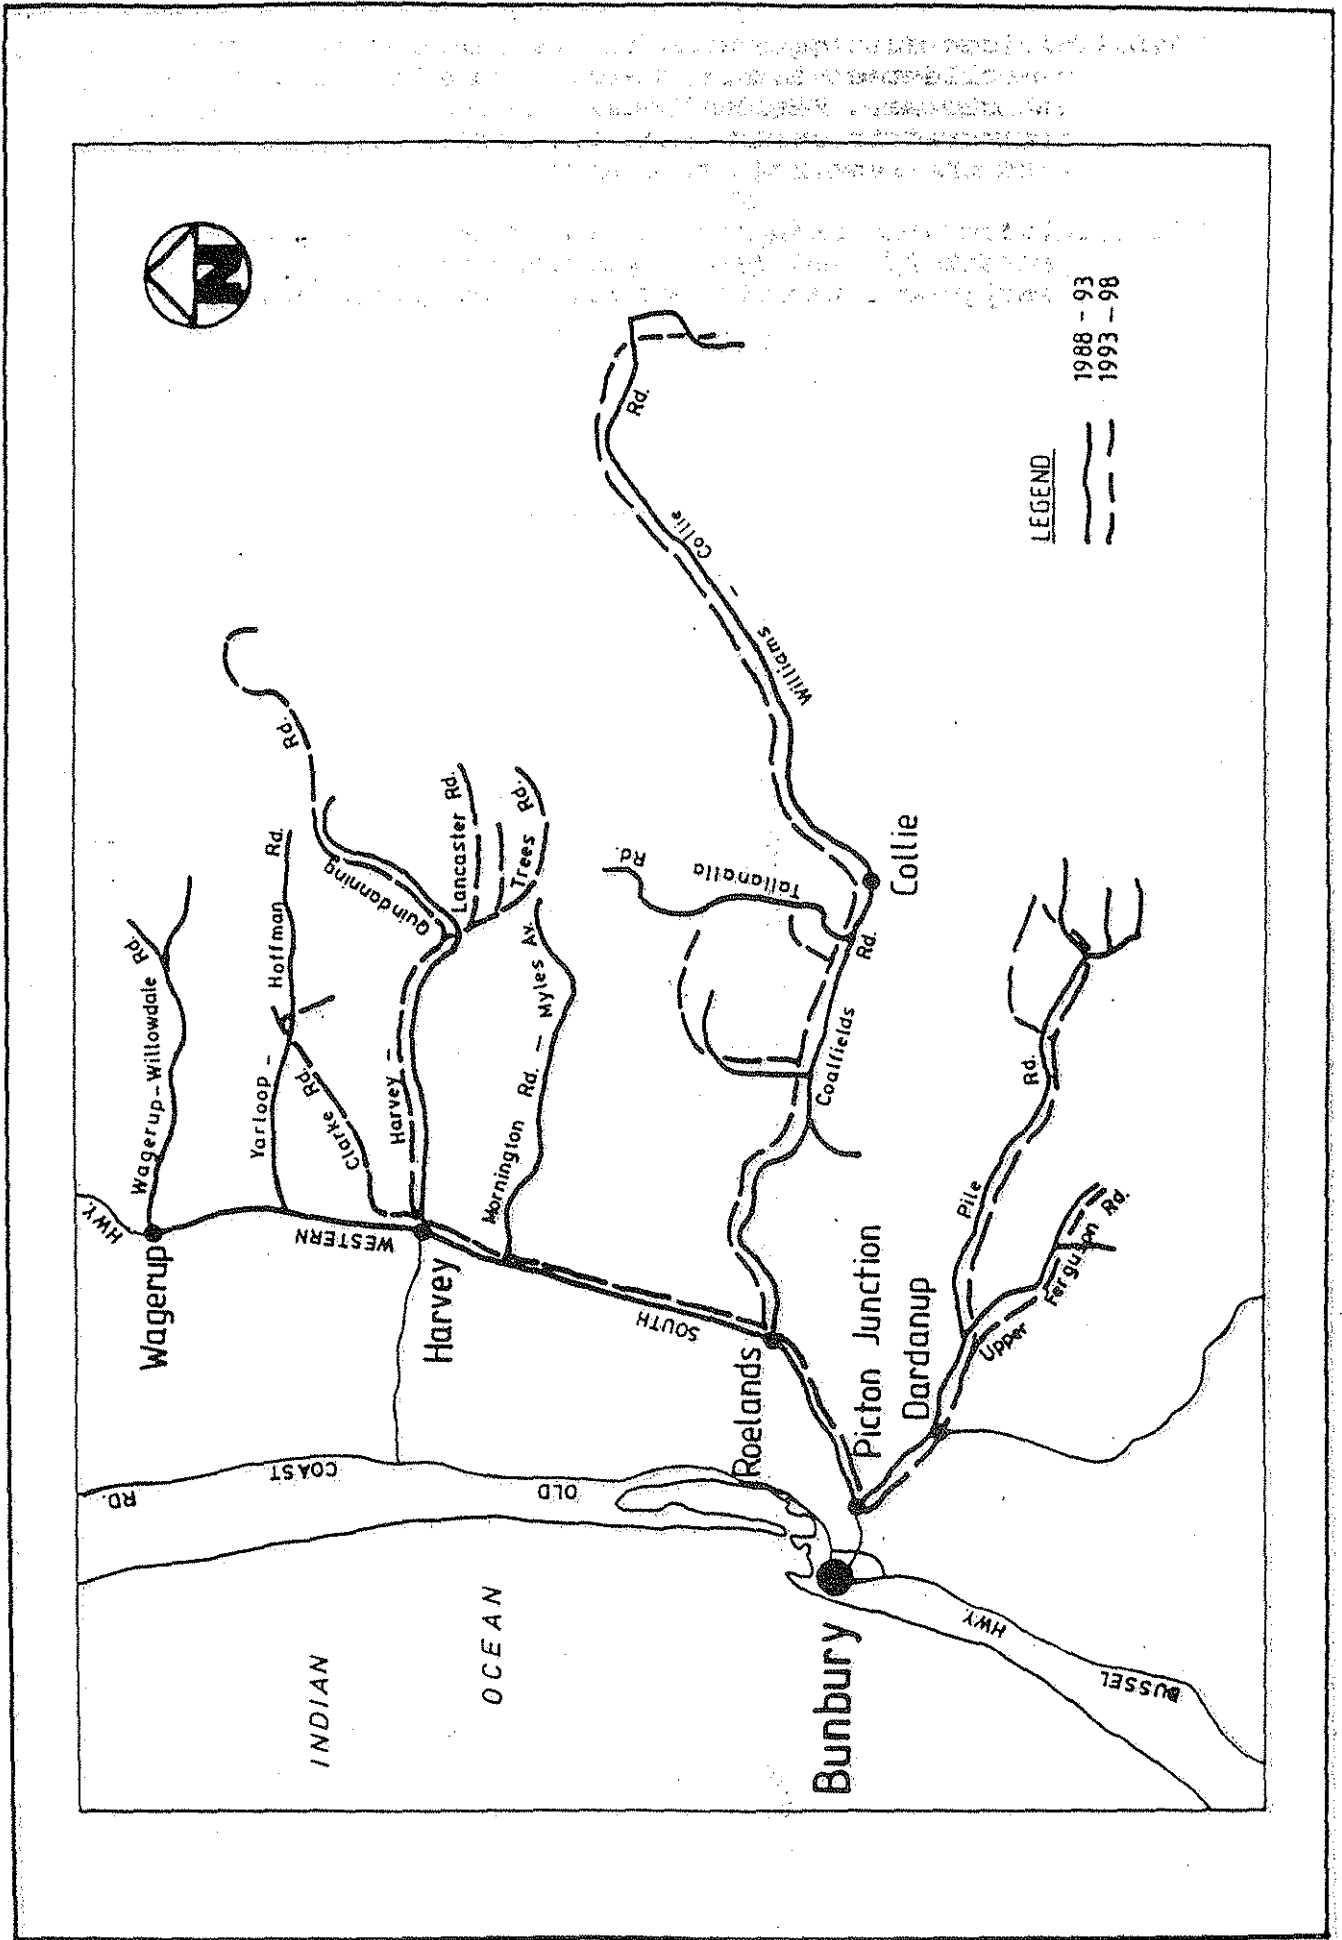 N
HWY.
Wagerup
Wagerup-Willowdale Rd.
Yarloop - Hoffman Rd.
Clarke Rd.
WESTERN
Harvey
Harvey - Quindanning Rd.
Lancaster Rd.
Trees Rd.
Mornington Rd. - Myles Av.
SOUTH
RD.
COAST
OLD
INDIAN
OCEAN
Roelands
Picton Junction
Dardanup
Bunbury
Tallanalla Rd.
Coalfields Rd.
Collie
Williams - Collie Rd.
Pile Rd.
Upper Ferguson Rd.
HWY.
BUSSEL
LEGEND
1988 - 93
1993 - 98